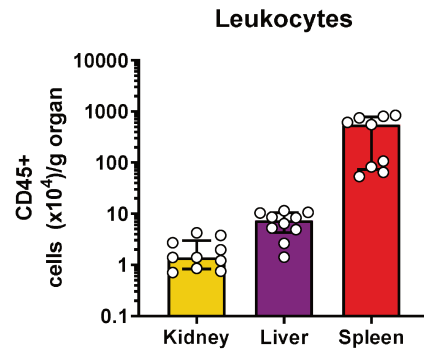 Leukocytes
CD45+
cells (x10⁴)/g organ
10000
1000
100
10
1
0.1
Kidney Liver Spleen